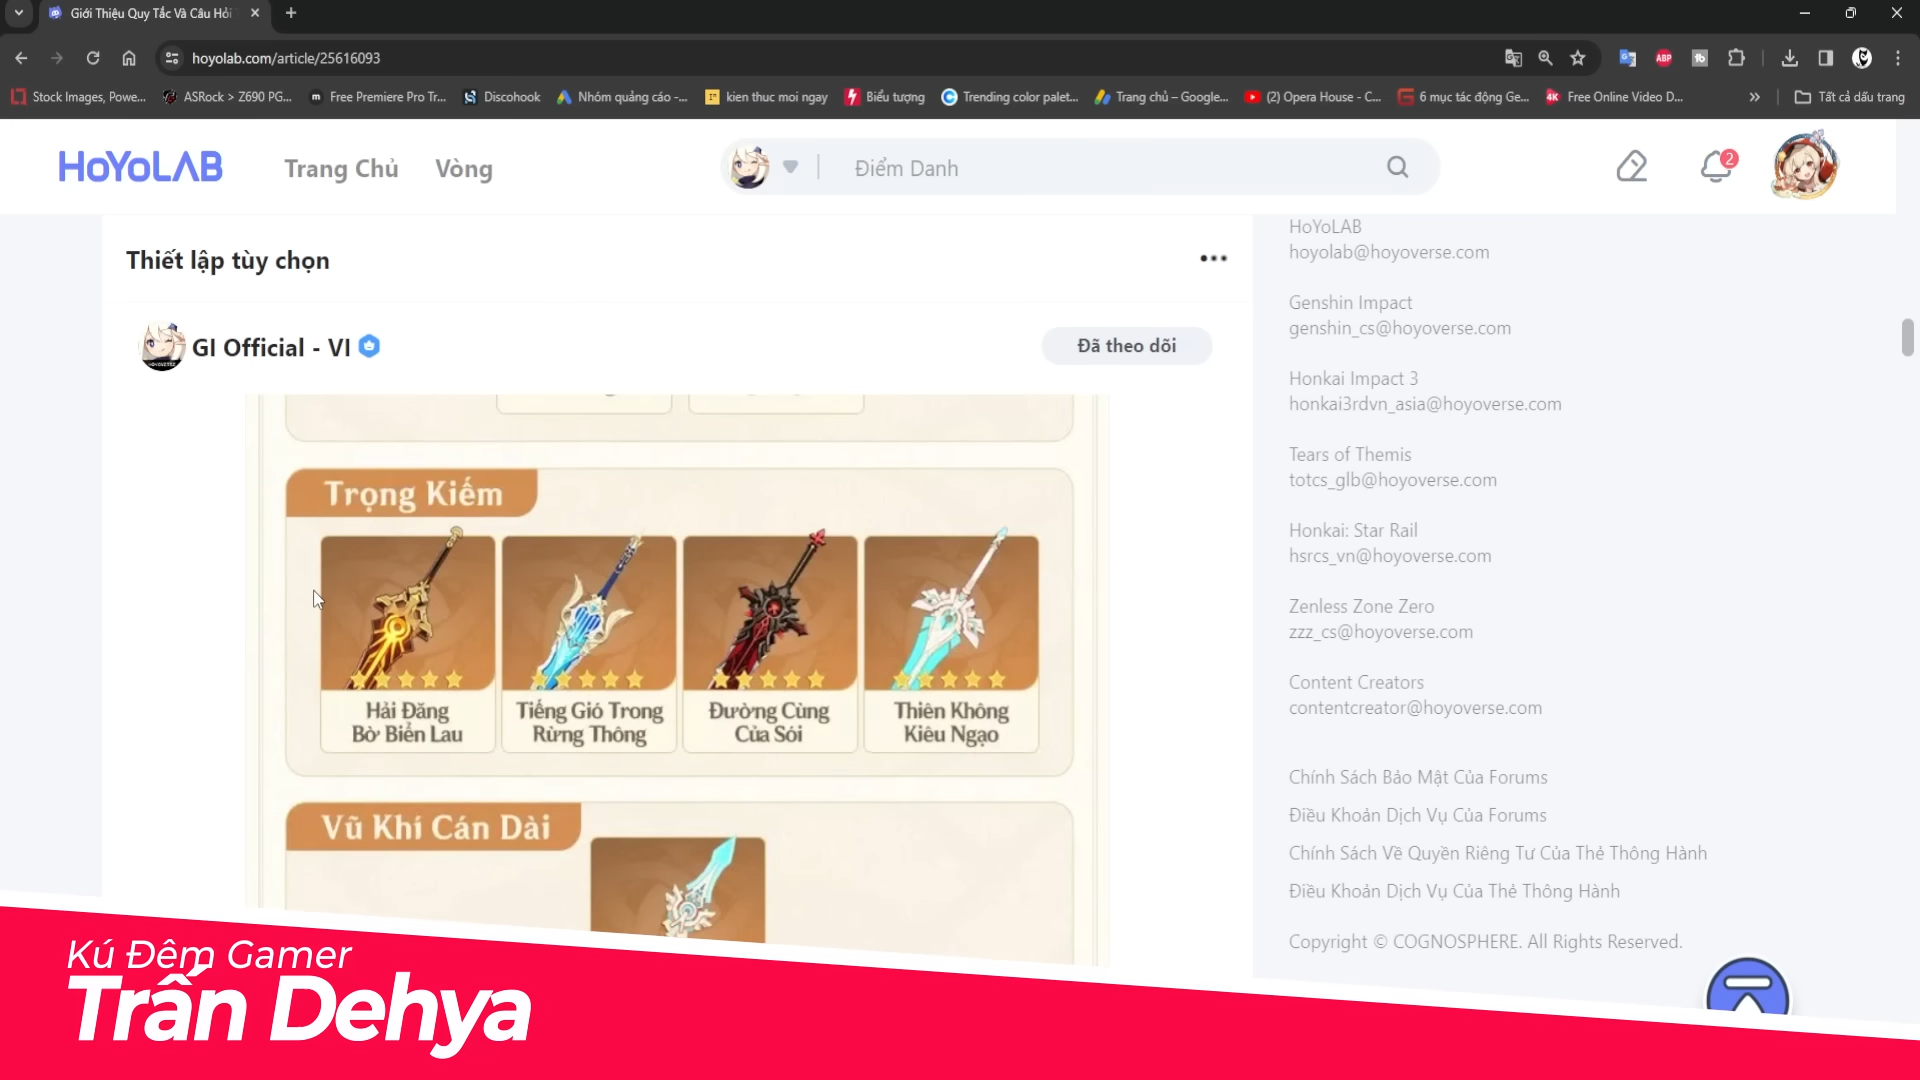 Giới Thiệu Quy Tắc Và Câu Hỏi
hoyolab.com/article/25616093
Stock Images, Powe...
ASRock > Z690 PG...
Free Premiere Pro Tr...
Discohook
Nhóm quảng cáo -...
kien thuc moi ngay
Biểu tượng
Trending color palet...
Trang chủ – Google...
(2) Opera House - C...
6 mục tác động Ge...
Free Online Video D...
Tất cả dấu trang
HoYoLAB
Trang Chủ
Vòng
Điểm Danh
2
Thiết lập tùy chọn
GI Official - VI
Đã theo dõi
Trọng Kiếm
Hải Đăng
Bờ Biển Lau
Tiếng Gió Trong
Rừng Thông
Đường Cùng
Của Sói
Thiên Không
Kiêu Ngạo
Vũ Khí Cán Dài
HoYoLAB
hoyolab@hoyoverse.com
Genshin Impact
genshin_cs@hoyoverse.com
Honkai Impact 3
honkai3rdvn_asia@hoyoverse.com
Tears of Themis
totcs_glb@hoyoverse.com
Honkai: Star Rail
hsrcs_vn@hoyoverse.com
Zenless Zone Zero
zzz_cs@hoyoverse.com
Content Creators
contentcreator@hoyoverse.com
Chính Sách Bảo Mật Của Forums
Điều Khoản Dịch Vụ Của Forums
Chính Sách Về Quyền Riêng Tư Của Thẻ Thông Hành
Điều Khoản Dịch Vụ Của Thẻ Thông Hành
Copyright © COGNOSPHERE. All Rights Reserved.
Kú Đêm Gamer
Trấn Dehya